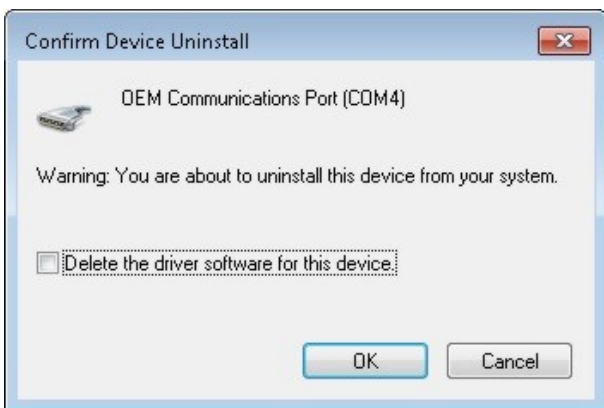 Confirm Device Uninstall
OEM Communications Port (COM4)
Warning: You are about to uninstall this device from your system.
Delete the driver software for this device.
OK
Cancel